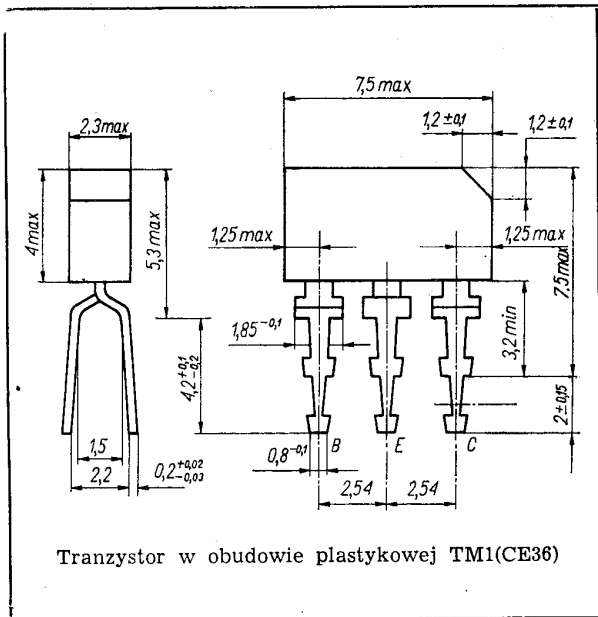 7,5 max
2,3max
1,2 ±0,1
1,2 ±0,1
4max
5,3 max
1,25 max
1,25 max
7,5max
1,85 -0,1
3,2 min
4,2 +0,1 -0,2
2±0,15
0,8 -0,1
B
E
C
1,5
2,2
0,2 +0,02 -0,03
2,54
2,54
Tranzystor w obudowie plastykowej TM1(CE36)